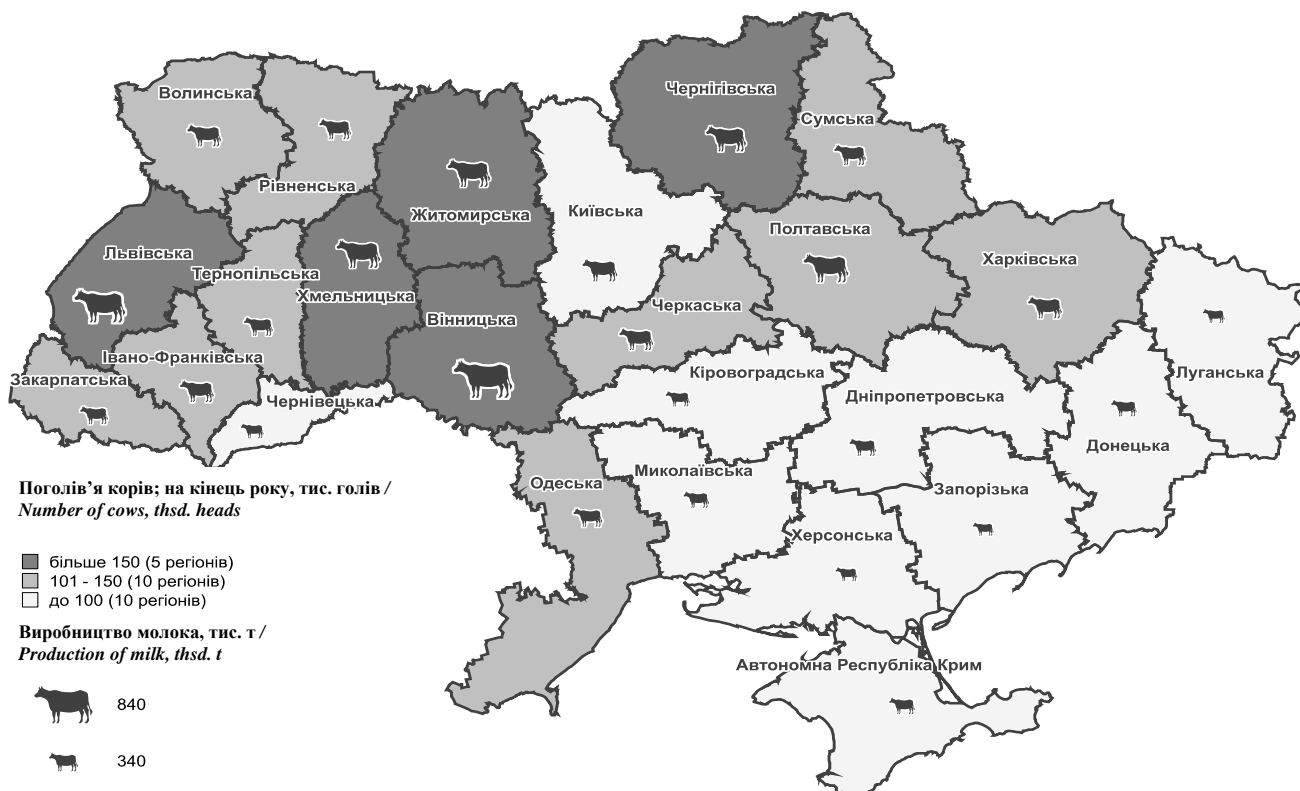 Чернігівська
Волинська
Сумська
Рівненська
Житомирська
Київська
Полтавська
Львівська
Харківська
Тернопільська
Хмельницька
Черкаська
Вінницька
Івано-Франківська
Закарпатська
Кіровоградська
Луганська
Чернівецька
Дніпропетровська
Донецька
Миколаївська
Одеська
Запорізька
Херсонська
Автономна Республіка Крим
Поголів’я корів; на кінець року, тис. голів /
Number of cows, thsd. heads
більше 150 (5 регіонів)
101 - 150 (10 регіонів)
до 100 (10 регіонів)
Виробництво молока, тис. т /
Production of milk, thsd. t
840
340